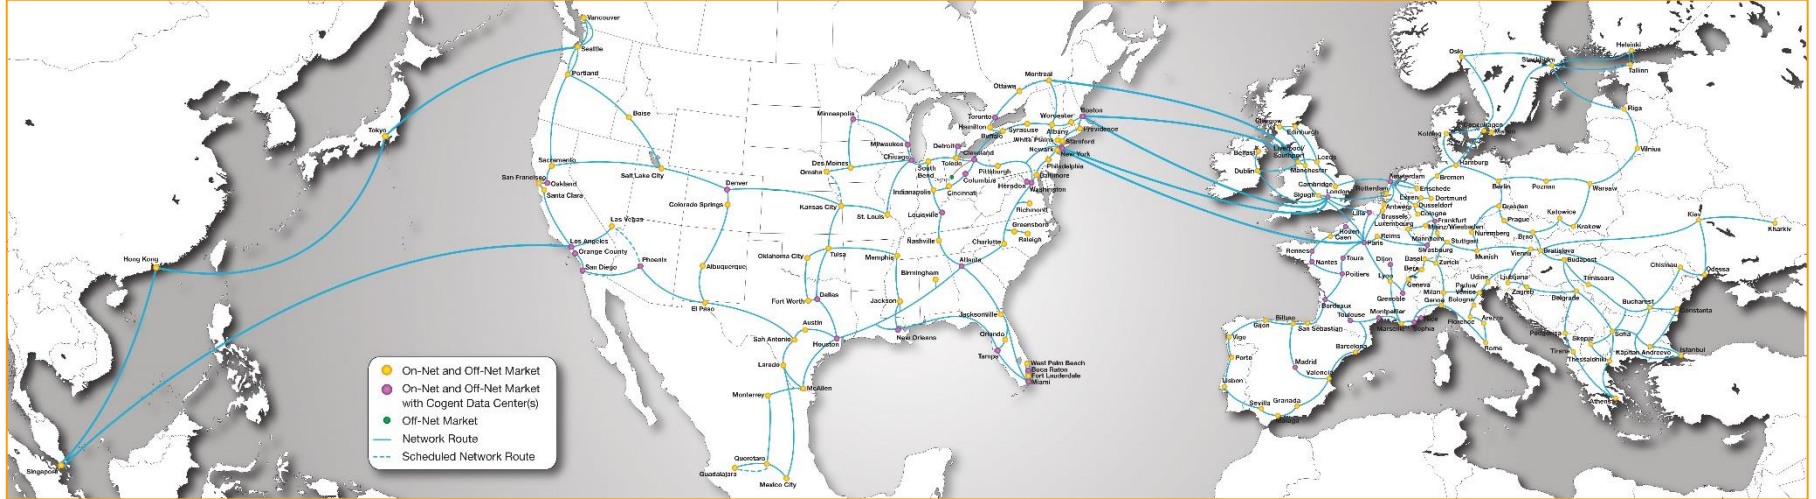 Vancouver
Seattle
Portland
Boise
Tokyo
Hong Kong
Singapore
Sacramento
San Francisco
Oakland
Santa Clara
Salt Lake City
Las Vegas
Los Angeles
Orange County
San Diego
Phoenix
Denver
Colorado Springs
Albuquerque
El Paso
Minneapolis
Des Moines
Omaha
Kansas City
St. Louis
Oklahoma City
Tulsa
Fort Worth
Dallas
Austin
San Antonio
Houston
Laredo
McAllen
Monterrey
Queretaro
Guadalajara
Mexico City
Milwaukee
Chicago
South
Bend
Detroit
Toledo
Cleveland
Pittsburgh
Columbus
Cincinnati
Indianapolis
Louisville
Nashville
Memphis
Birmingham
Jackson
New Orleans
Atlanta
Charlotte
Greensboro
Raleigh
Richmond
Herndon
Washington
Baltimore
Philadelphia
Newark
New York
Stamford
White Plains
Albany
Providence
Worcester
Boston
Syracuse
Buffalo
Hamilton
Toronto
Ottawa
Montreal
Jacksonville
Orlando
Tampa
West Palm Beach
Boca Raton
Fort Lauderdale
Miami
On-Net and Off-Net Market
On-Net and Off-Net Market
with Cogent Data Center(s)
Off-Net Market
Network Route
Scheduled Network Route
Glasgow
Edinburgh
Belfast
Dublin
Liverpool/
Southport
Leeds
Manchester
Cambridge
Slough
London
Oslo
Stockholm
Helsinki
Tallinn
Riga
Vilnius
Kolding
Copenhagen
Hamburg
Bremen
Berlin
Poznan
Warsaw
Amsterdam
Rotterdam
Enschede
Essen
Dortmund
Dusseldorf
Antwerp
Brussels
Cologne
Frankfurt
Luxembourg
Mainz/Wiesbaden
Mannheim
Nuremberg
Strasbourg
Stuttgart
Munich
Dresden
Prague
Katowice
Krakow
Brno
Vienna
Bratislava
Budapest
Kiev
Kharkiv
Chisinau
Odessa
Lille
Rouen
Caen
Paris
Reims
Rennes
Nantes
Tours
Poitiers
Dijon
Lyon
Grenoble
Basel
Bern
Zurich
Geneva
Milan
Genoa
Padua/
Venice
Bologna
Florence
Arezzo
Rome
Udine
Ljubljana
Zagreb
Timisoara
Belgrade
Bucharest
Constanta
Sofia
Podgorica
Skopje
Tirana
Thessaloniki
Kapitan Andreevo
Istanbul
Athens
Bordeaux
Toulouse
Montpellier
Marseille
Nice
Sophia
Bilbao
Gijon
San Sebastian
Vigo
Porto
Lisbon
Madrid
Barcelona
Valencia
Sevilla
Granada
Malaga